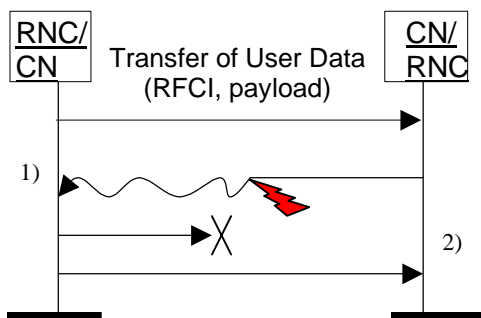 RNC/
CN
Transfer of User Data
(RFCI, payload)
CN/
RNC
1)
2)